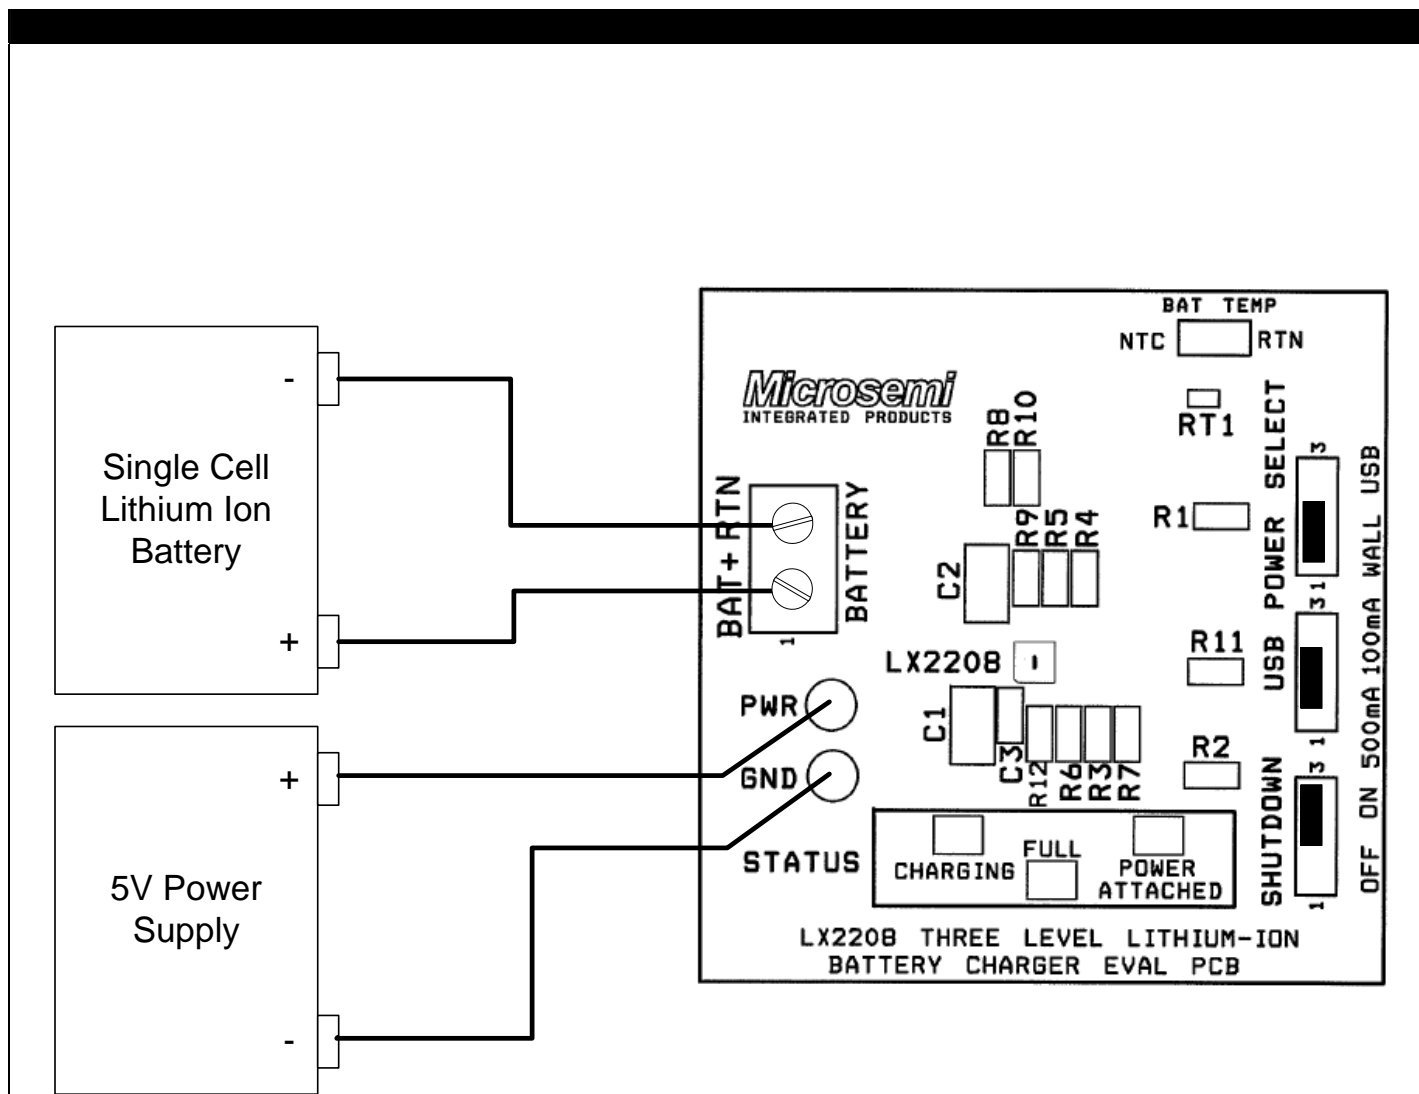 BAT TEMP
NTC
RTN
Microsemi
INTEGRATED PRODUCTS
RT1
R8
R10
R1
R9
R5
R4
C2
BAT+ RTN
BATTERY
1
LX2208
R11
PWR
GND
C1
C3
R12
R6
R3
R7
R2
STATUS
CHARGING
FULL
POWER
ATTACHED
POWER SELECT
3
1
USB
3
1
SHUTDOWN
3
1
OFF ON 500mA 100mA WALL USB
LX2208 THREE LEVEL LITHIUM-ION
BATTERY CHARGER EVAL PCB
-
Single Cell
Lithium Ion
Battery
+
+
5V Power
Supply
-